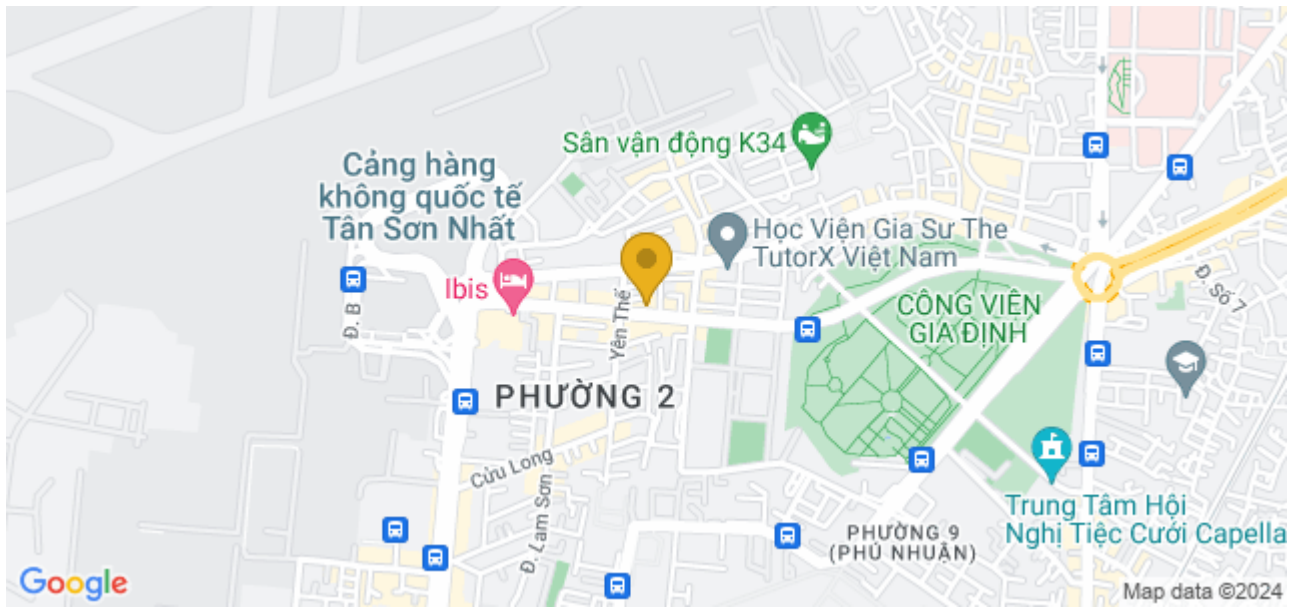 Sân vận động K34
Cảng hàng
không quốc tế
Tân Sơn Nhất
Học Viện Gia Sư The
TutorX Việt Nam
Ibis
Đ. B
Yên Thế
CÔNG VIÊN
GIA ĐỊNH
Đ. Số 7
PHƯỜNG 2
Cửu Long
Đ. Lam Sơn
Trung Tâm Hội
Nghị Tiệc Cưới Capella
PHƯỜNG 9
(PHÚ NHUẬN)
Google
Map data ©2024